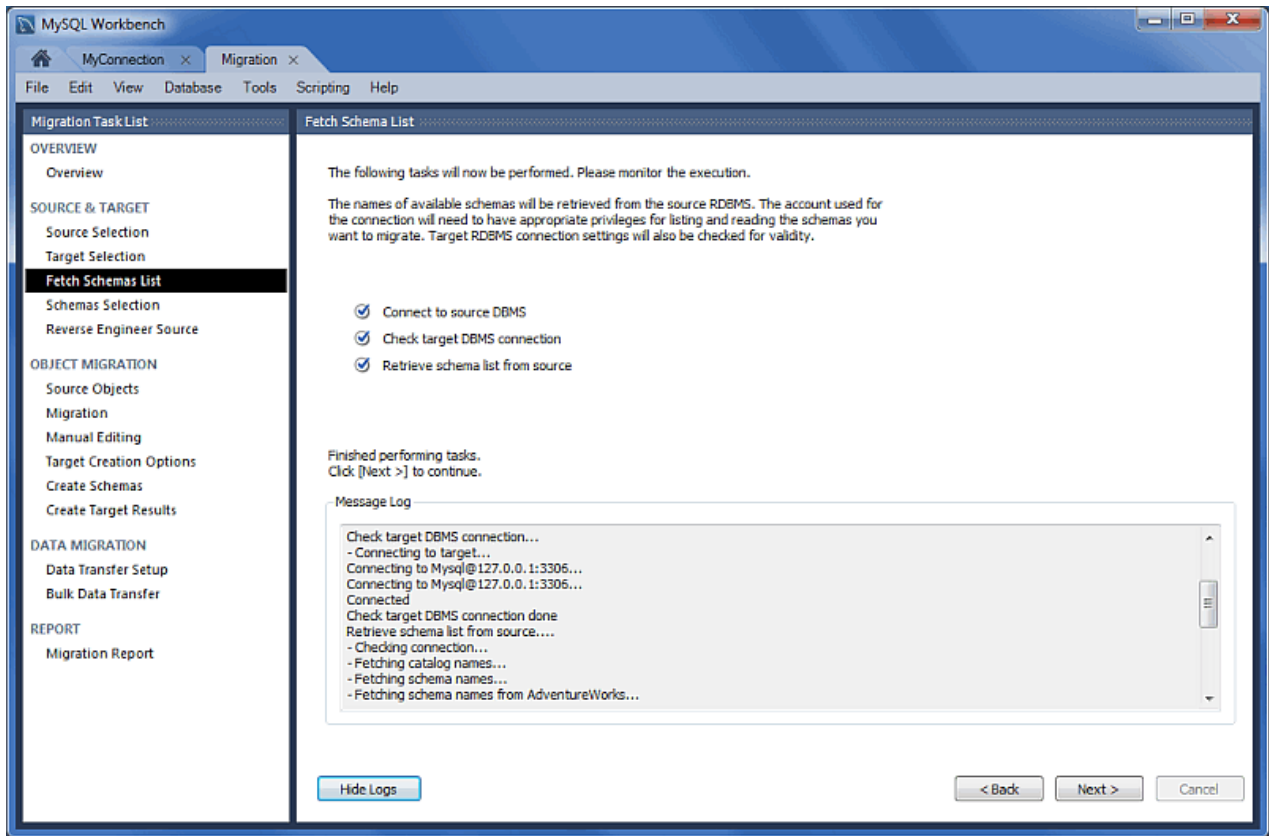 MySQL Workbench
MyConnection
Migration
File Edit View Database Tools Scripting Help
Migration Task List
OVERVIEW
Overview
SOURCE & TARGET
Source Selection
Target Selection
Fetch Schemas List
Schemas Selection
Reverse Engineer Source
OBJECT MIGRATION
Source Objects
Migration
Manual Editing
Target Creation Options
Create Schemas
Create Target Results
DATA MIGRATION
Data Transfer Setup
Bulk Data Transfer
REPORT
Migration Report
Fetch Schema List
The following tasks will now be performed. Please monitor the execution.
The names of available schemas will be retrieved from the source RDBMS. The account used for
the connection will need to have appropriate privileges for listing and reading the schemas you
want to migrate. Target RDBMS connection settings will also be checked for validity.
Connect to source DBMS
Check target DBMS connection
Retrieve schema list from source
Finished performing tasks.
Click [Next >] to continue.
Message Log
Check target DBMS connection...
- Connecting to target...
Connecting to Mysql@127.0.0.1:3306...
Connecting to Mysql@127.0.0.1:3306...
Connected
Check target DBMS connection done
Retrieve schema list from source....
- Checking connection...
- Fetching catalog names...
- Fetching schema names...
- Fetching schema names from AdventureWorks...
Hide Logs
< Back
Next >
Cancel